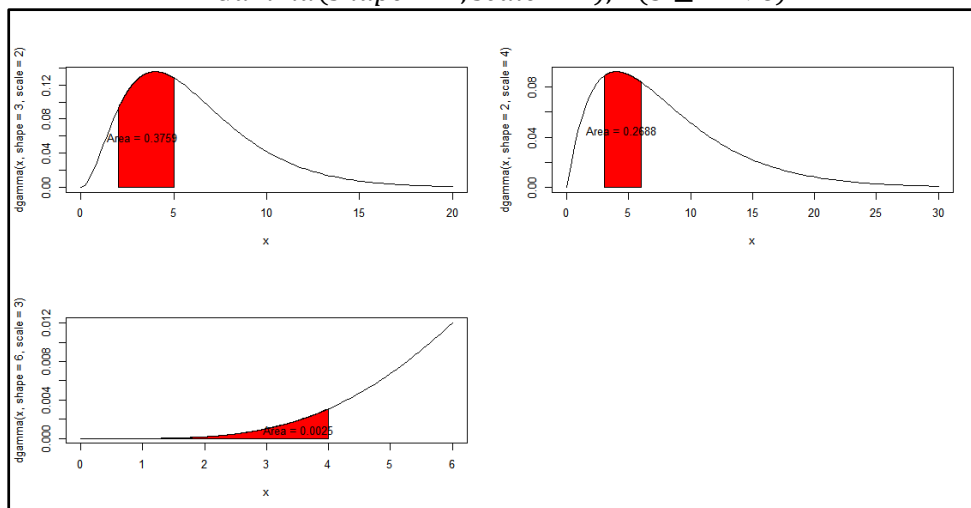 dgamma(x, shape = 3, scale = 2)
0.00 0.04 0.08 0.12
Area = 0.3759
0 5 10 15 20
x
dgamma(x, shape = 2, scale = 4)
0.00 0.04 0.08
Area = 0.2688
0 5 10 15 20 25 30
x
dgamma(x, shape = 6, scale = 3)
0.000 0.004 0.008 0.012
Area = 0.0025
0 1 2 3 4 5 6
x